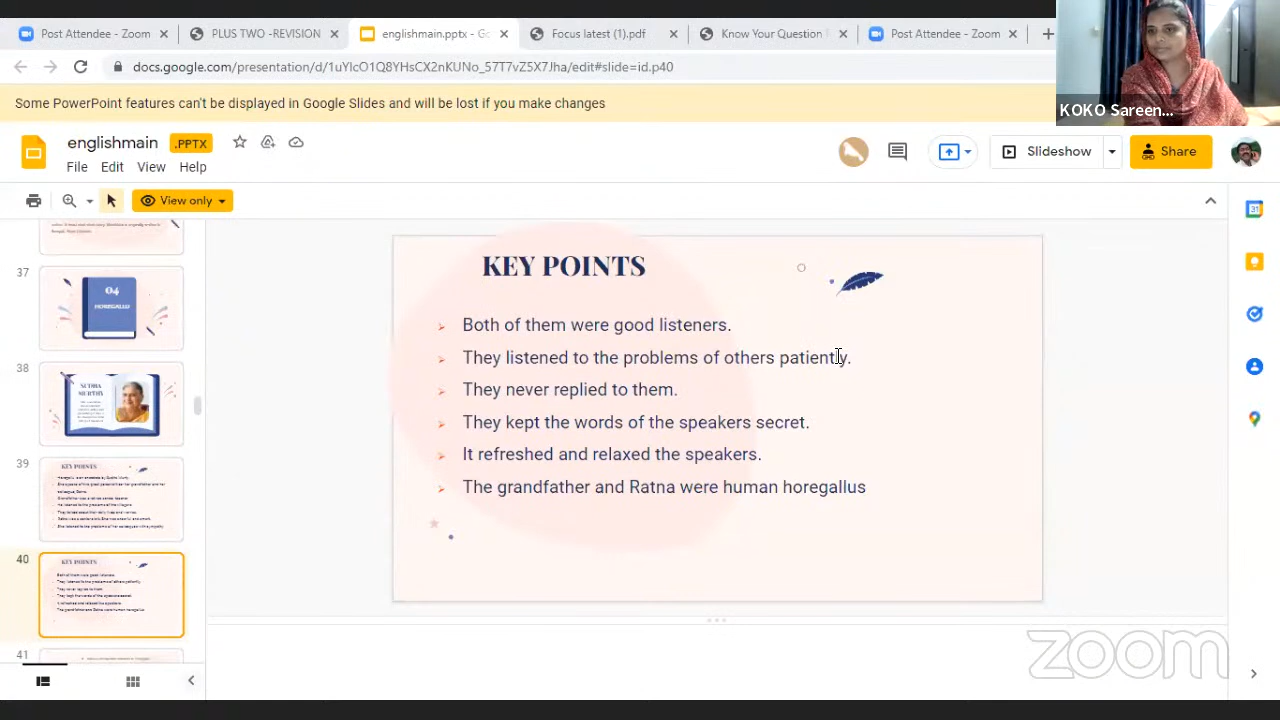 Post Attendee - Zoom
PLUS TWO -REVISION
englishmain.pptx - Go
Focus latest (1).pdf
Know Your Question
Post Attendee - Zoom
docs.google.com/presentation/d/1uYlcO1Q8YHsCX2nKUNo_57T7vZ5X7Jha/edit#slide=id.p40
KOKO Sareen...
Some PowerPoint features can't be displayed in Google Slides and will be lost if you make changes
englishmain .PPTX
File Edit View Help
Slideshow
Share
View only
31
37
04
HOREGALLU
38
SUDHA
MURTHY
39
KEY POINTS
40
KEY POINTS
41
KEY POINTS
Both of them were good listeners.
They listened to the problems of others patiently.
They never replied to them.
They kept the words of the speakers secret.
It refreshed and relaxed the speakers.
The grandfather and Ratna were human horegallus
zoom